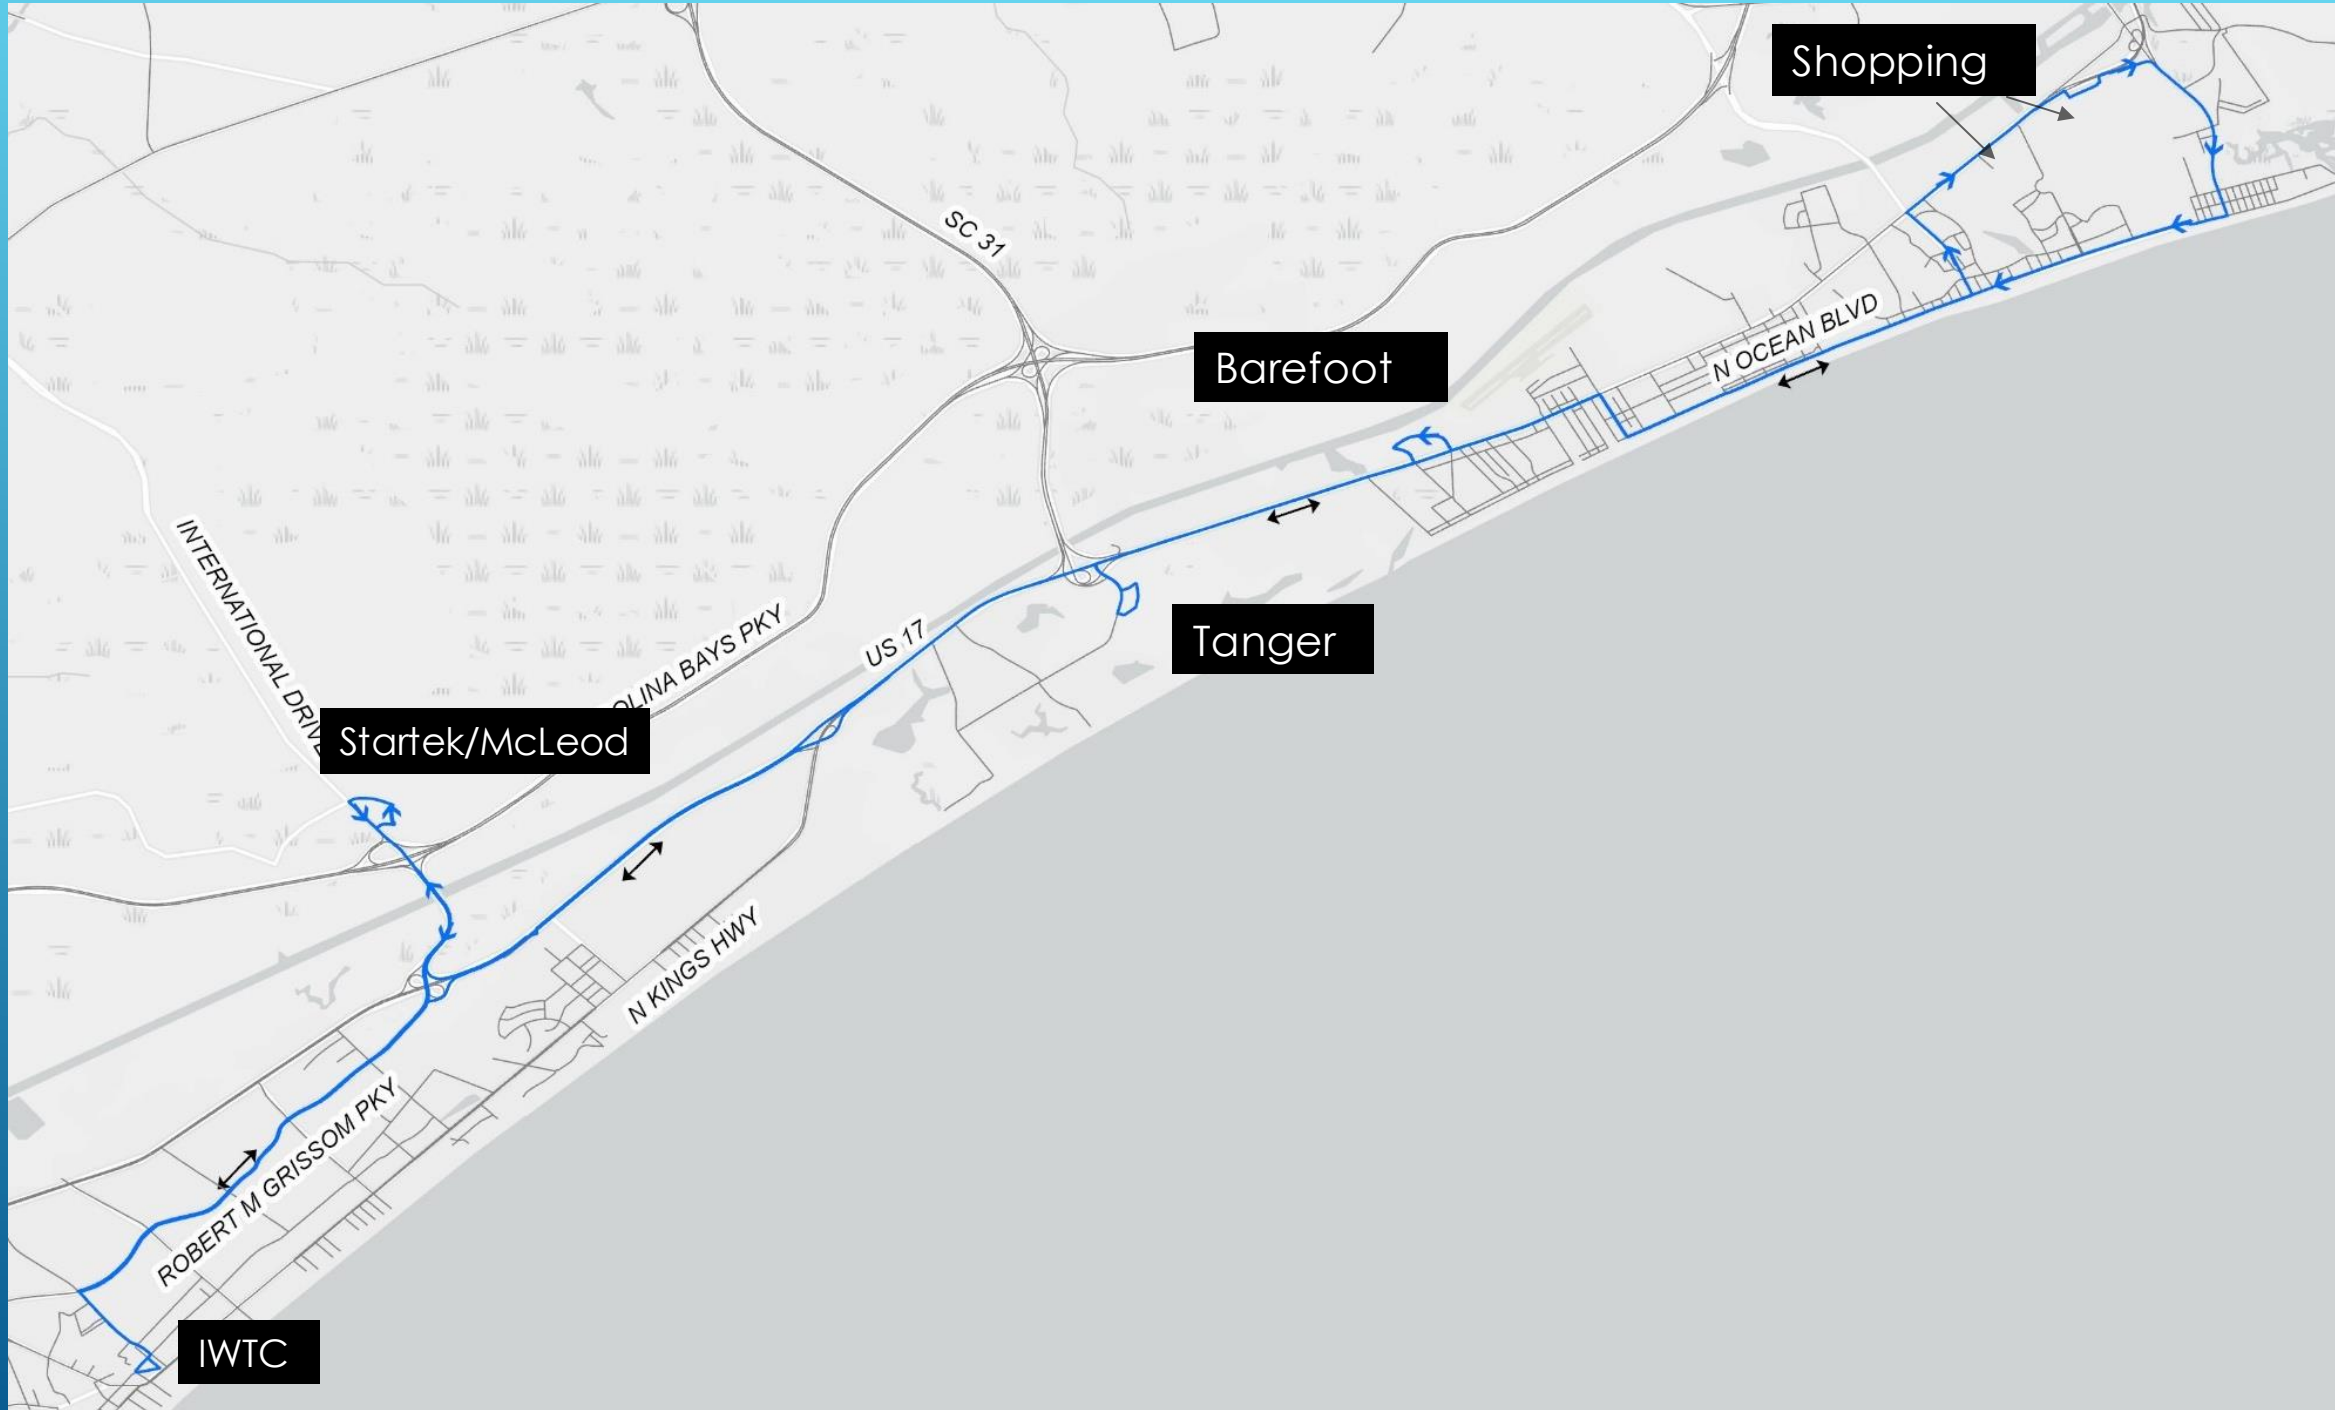 Shopping
SC 31
N OCEAN BLVD
Barefoot
INTERNATIONAL DRIVE
Tanger
US 17
OLINA BAYS PKY
Startek/McLeod
N KINGS HWY
ROBERT M GRISSOM PKY
IWTC